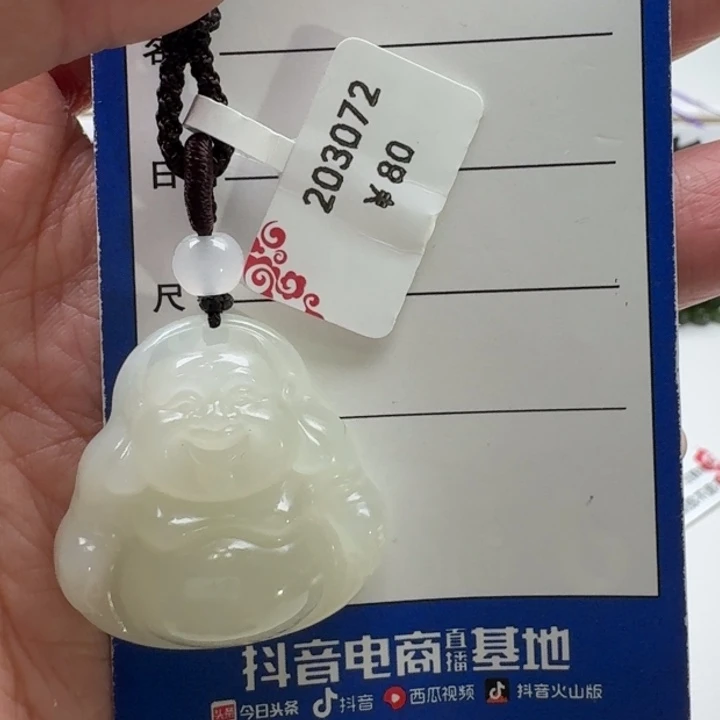 名
203072
¥80
日
尺
抖音电商直播基地
今日头条 抖音 西瓜视频 抖音火山版